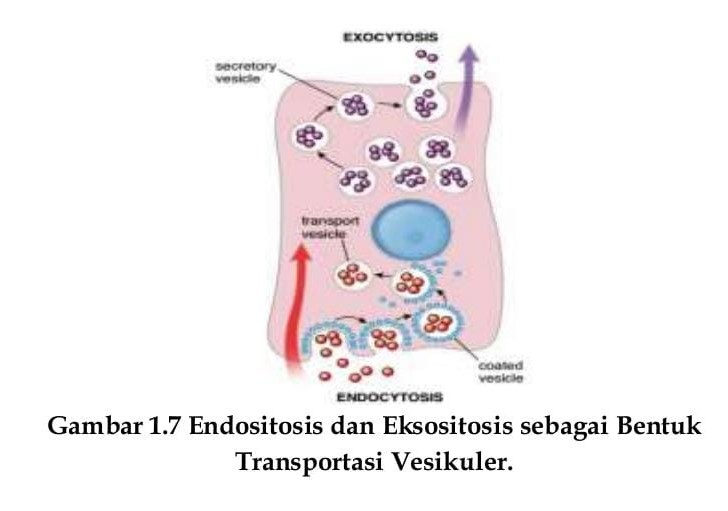 EXOCYTOSIS
secretory
vesicle
transport
vesicle
coated
vesicle
ENDOCYTOSIS
Gambar 1.7 Endositosis dan Eksositosis sebagai Bentuk
Transportasi Vesikuler.